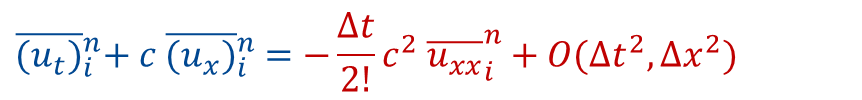 $\overline{(u_t)}_i^n + c\,\overline{(u_x)}_i^n = -\frac{\Delta t}{2!} c^2\, \overline{u_{xx}}_i^n + O(\Delta t^2, \Delta x^2)$